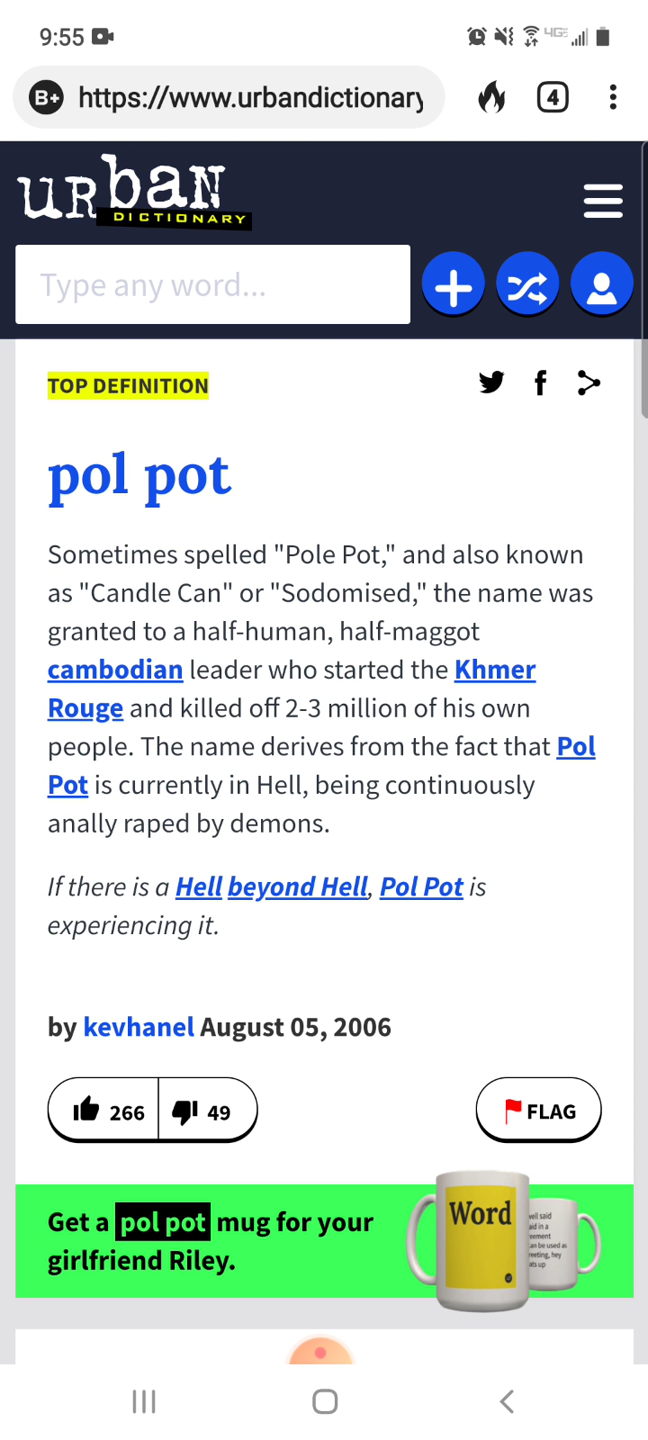 9:55
4GE
B+ https://www.urbandictionary 4
urban
DICTIONARY
Type any word...
TOP DEFINITION
pol pot
Sometimes spelled "Pole Pot," and also known
as "Candle Can" or "Sodomised," the name was
granted to a half-human, half-maggot
cambodian leader who started the Khmer
Rouge and killed off 2-3 million of his own
people. The name derives from the fact that Pol
Pot is currently in Hell, being continuously
anally raped by demons.
If there is a Hell beyond Hell, Pol Pot is
experiencing it.
by kevhanel August 05, 2006
266 49 FLAG
Get a pol pot mug for your
girlfriend Riley.
Word
well said